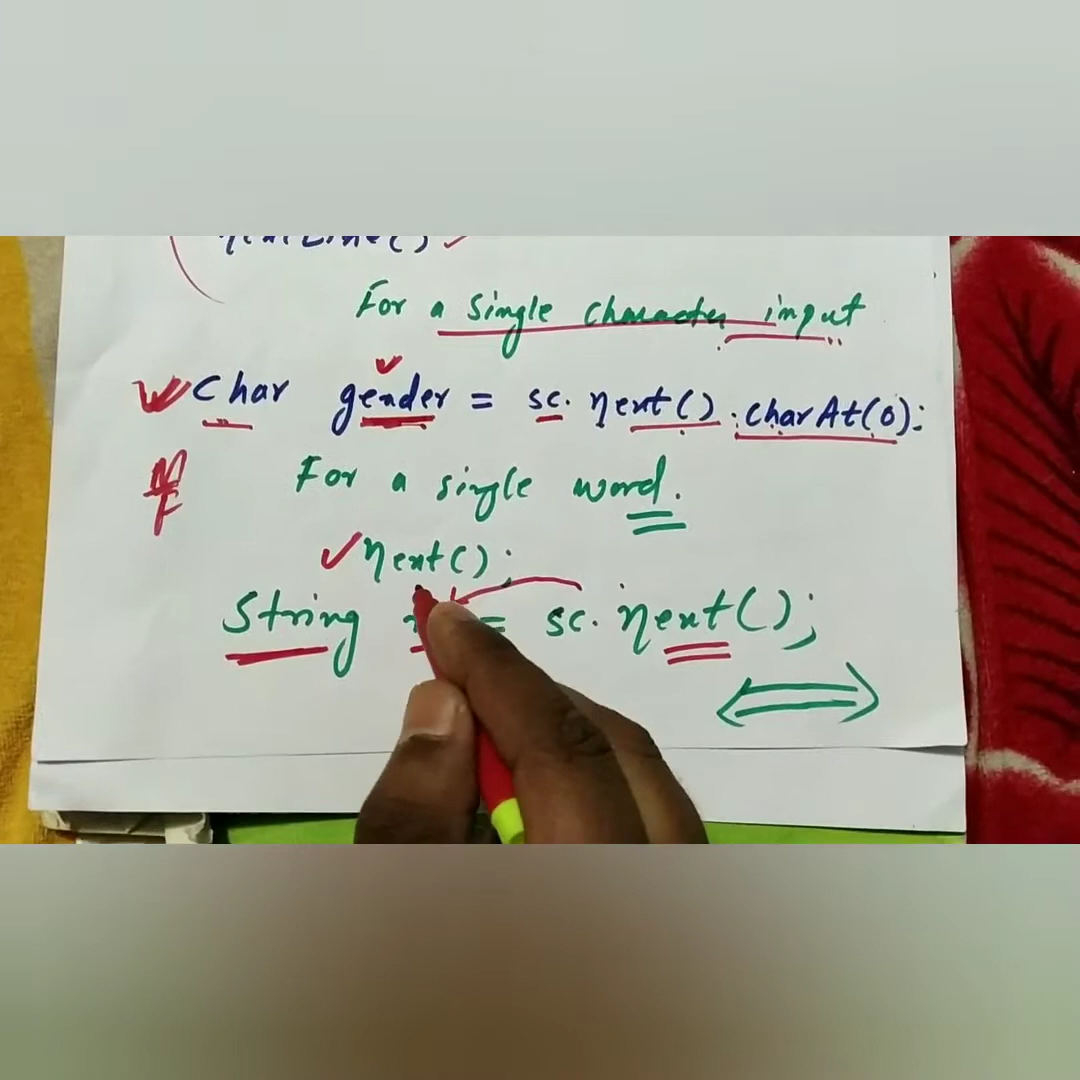 For a single character input
Char gender = sc. next() . charAt(0):
M
F
For a single word.
next();
String = sc. next();